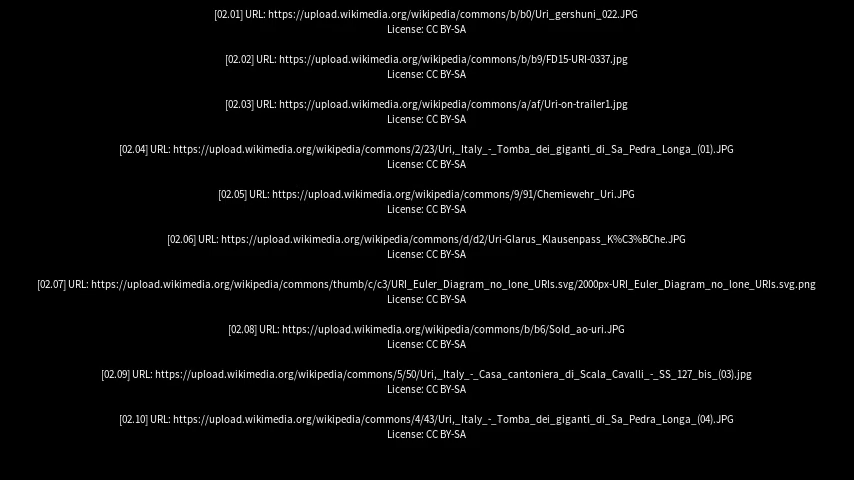 [02.01] URL: https://upload.wikimedia.org/wikipedia/commons/b/b0/Uri_gershuni_022.JPG
License: CC BY-SA
[02.02] URL: https://upload.wikimedia.org/wikipedia/commons/b/b9/FD15-URI-0337.jpg
License: CC BY-SA
[02.03] URL: https://upload.wikimedia.org/wikipedia/commons/a/af/Uri-on-trailer1.jpg
License: CC BY-SA
[02.04] URL: https://upload.wikimedia.org/wikipedia/commons/2/23/Uri,_Italy_-_Tomba_dei_giganti_di_Sa_Pedra_Longa_(01).JPG
License: CC BY-SA
[02.05] URL: https://upload.wikimedia.org/wikipedia/commons/9/91/Chemiewehr_Uri.JPG
License: CC BY-SA
[02.06] URL: https://upload.wikimedia.org/wikipedia/commons/d/d2/Uri-Glarus_Klausenpass_K%C3%BChe.JPG
License: CC BY-SA
[02.07] URL: https://upload.wikimedia.org/wikipedia/commons/thumb/c/c3/URI_Euler_Diagram_no_lone_URIs.svg/2000px-URI_Euler_Diagram_no_lone_URIs.svg.png
License: CC BY-SA
[02.08] URL: https://upload.wikimedia.org/wikipedia/commons/b/b6/Sold_ao-uri.JPG
License: CC BY-SA
[02.09] URL: https://upload.wikimedia.org/wikipedia/commons/5/50/Uri,_Italy_-_Casa_cantoniera_di_Scala_Cavalli_-_SS_127_bis_(03).jpg
License: CC BY-SA
[02.10] URL: https://upload.wikimedia.org/wikipedia/commons/4/43/Uri,_Italy_-_Tomba_dei_giganti_di_Sa_Pedra_Longa_(04).JPG
License: CC BY-SA